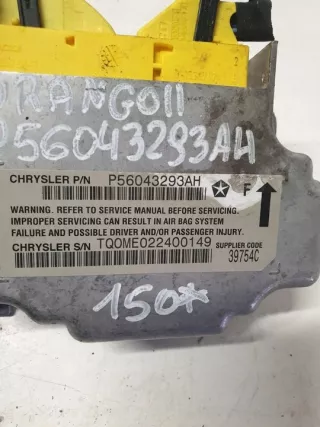 DRANGO11
P56043293AH
CHRYSLER P/N P56043293AH
F
WARNING. REFER TO SERVICE MANUAL BEFORE SERVICING.
IMPROPER SERVICING CAN RESULT IN AIR BAG SYSTEM
FAILURE AND POSSIBLE DRIVER AND/OR PASSENGER INJURY
CHRYSLER S/N TQ0ME022400149 SUPPLIER CODE
39754C
150*